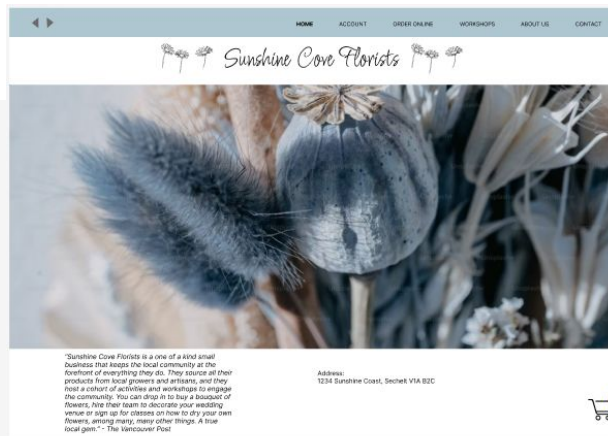 HOME ACCOUNT ORDER ONLINE WORKSHOPS ABOUT US CONTACT
Sunshine Cove Florists
"Sunshine Cove Florists is a one of a kind small
business that keeps the local community at the
forefront of everything they do. They source all their
products from local growers and artisans, and they
host a cohort of activities and workshops to engage
the community. You can drop in to buy a bouquet of
flowers, hire their team to decorate your wedding
venue or sign up for classes on how to dry your own
flowers, among many, many other things. A true
local gem." - The Vancouver Post
Address:
1234 Sunshine Coast, Sechelt V1A B2C